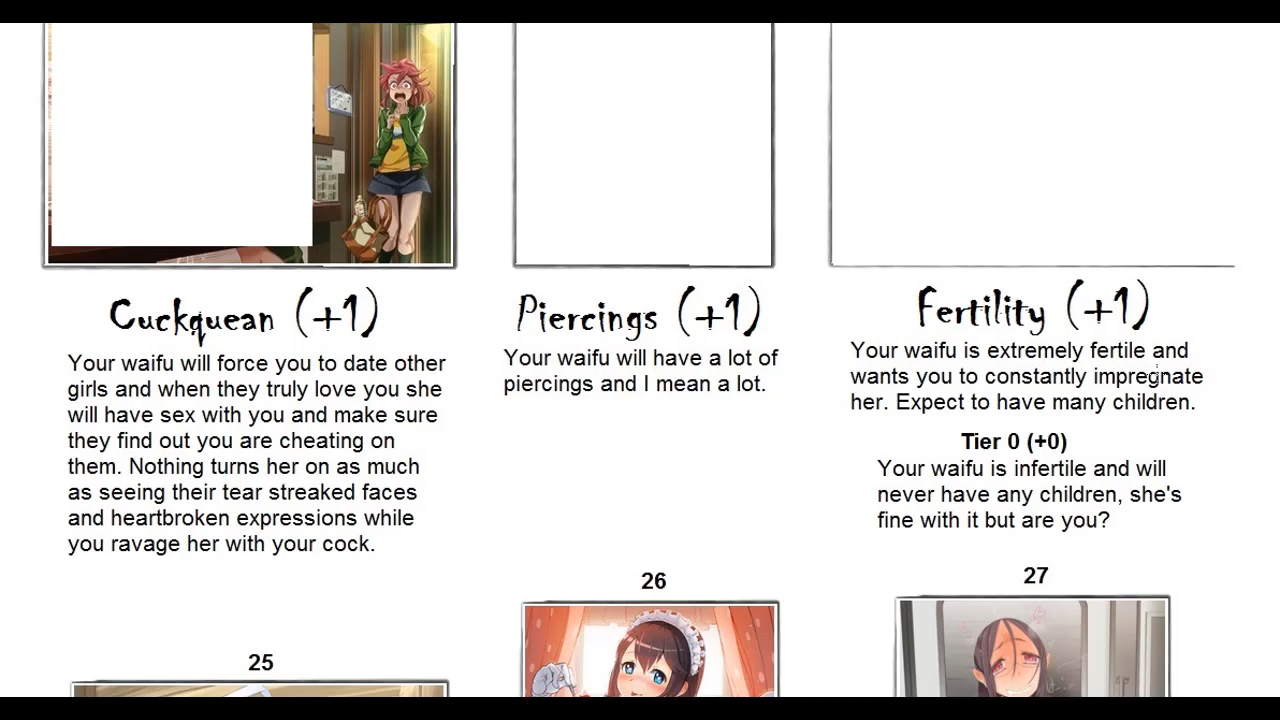 Cuckquean (+1)
Your waifu will force you to date other
girls and when they truly love you she
will have sex with you and make sure
they find out you are cheating on
them. Nothing turns her on as much
as seeing their tear streaked faces
and heartbroken expressions while
you ravage her with your cock.
25
Piercings (+1)
Your waifu will have a lot of
piercings and I mean a lot.
26
Fertility (+1)
Your waifu is extremely fertile and
wants you to constantly impregnate
her. Expect to have many children.
Tier 0 (+0)
Your waifu is infertile and will
never have any children, she's
fine with it but are you?
27